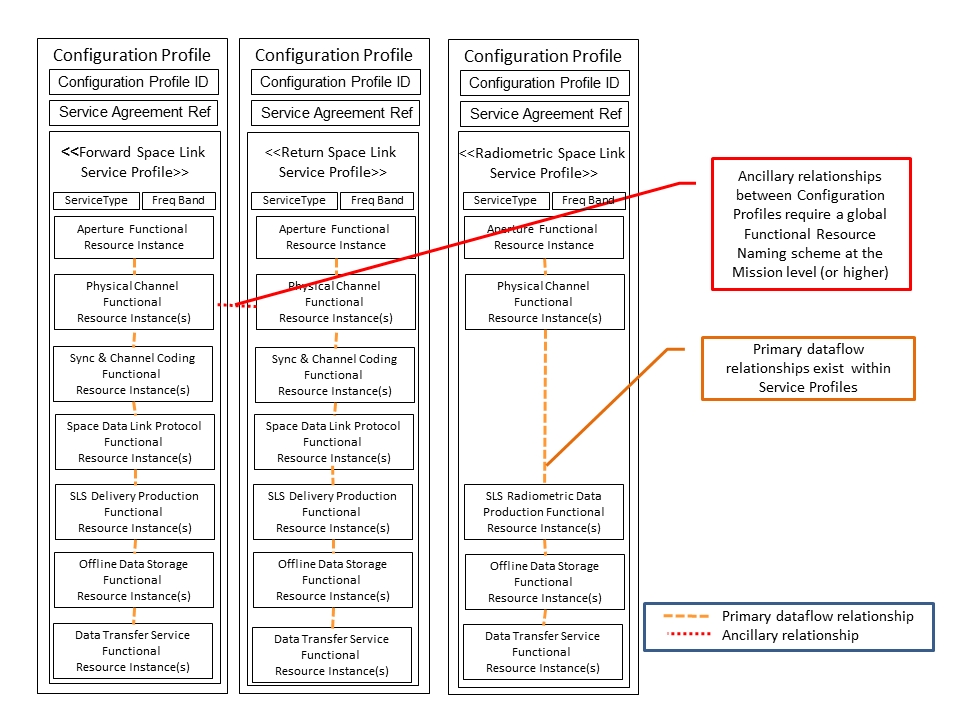 Configuration Profile
Configuration Profile ID
Service Agreement Ref
<<Forward Space Link
Service Profile>>
ServiceType
Freq Band
Aperture Functional
Resource Instance
Physical Channel
Functional
Resource Instance(s)
Sync & Channel Coding
Functional
Resource Instance(s)
Space Data Link Protocol
Functional
Resource Instance(s)
SLS Delivery Production
Functional
Resource Instance(s)
Offline Data Storage
Functional
Resource Instance(s)
Data Transfer Service
Functional
Resource Instance(s)
Configuration Profile
Configuration Profile ID
Service Agreement Ref
<<Return Space Link
Service Profile>>
ServiceType
Freq Band
Aperture Functional
Resource Instance
Physical Channel
Functional
Resource Instance(s)
Sync & Channel Coding
Functional
Resource Instance(s)
Space Data Link Protocol
Functional
Resource Instance(s)
SLS Delivery Production
Functional
Resource Instance(s)
Offline Data Storage
Functional
Resource Instance(s)
Data Transfer Service
Functional
Resource Instance(s)
Configuration Profile
Configuration Profile ID
Service Agreement Ref
<<Radiometric Space Link
Service Profile>>
ServiceType
Freq Band
Aperture Functional
Resource Instance
Physical Channel
Functional
Resource Instance(s)
SLS Radiometric Data
Production Functional
Resource Instance(s)
Offline Data Storage
Functional
Resource Instance(s)
Data Transfer Service
Functional
Resource Instance(s)
Ancillary relationships
between Configuration
Profiles require a global
Functional Resource
Naming scheme at the
Mission level (or higher)
Primary dataflow
relationships exist within
Service Profiles
Primary dataflow relationship
Ancillary relationship